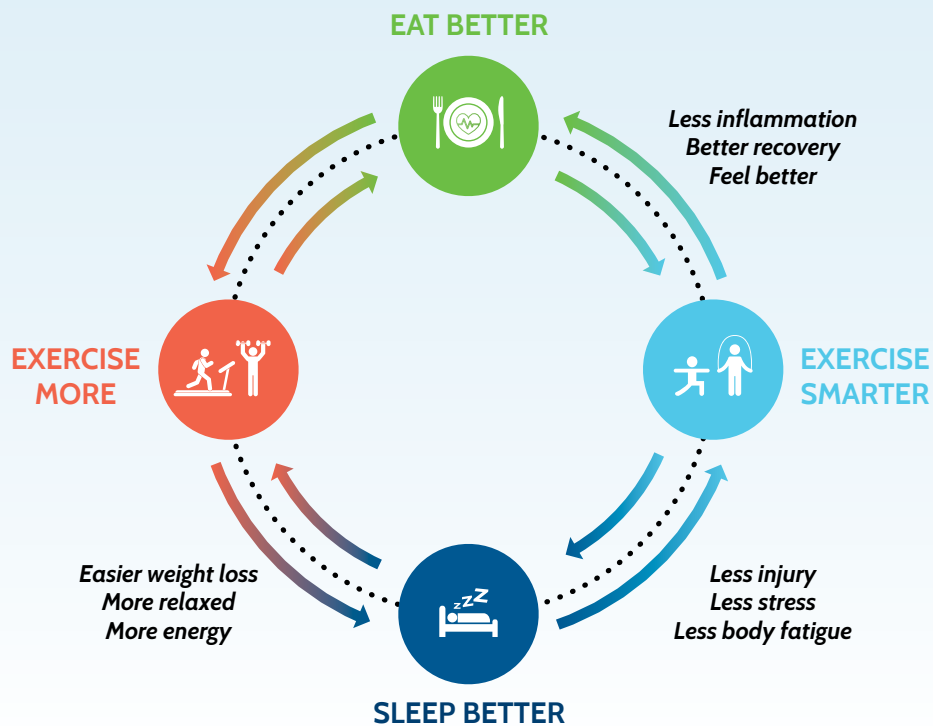 EAT BETTER
Less inflammation
Better recovery
Feel better
EXERCISE
MORE
EXERCISE
SMARTER
Easier weight loss
More relaxed
More energy
zzZZ
Less injury
Less stress
Less body fatigue
SLEEP BETTER